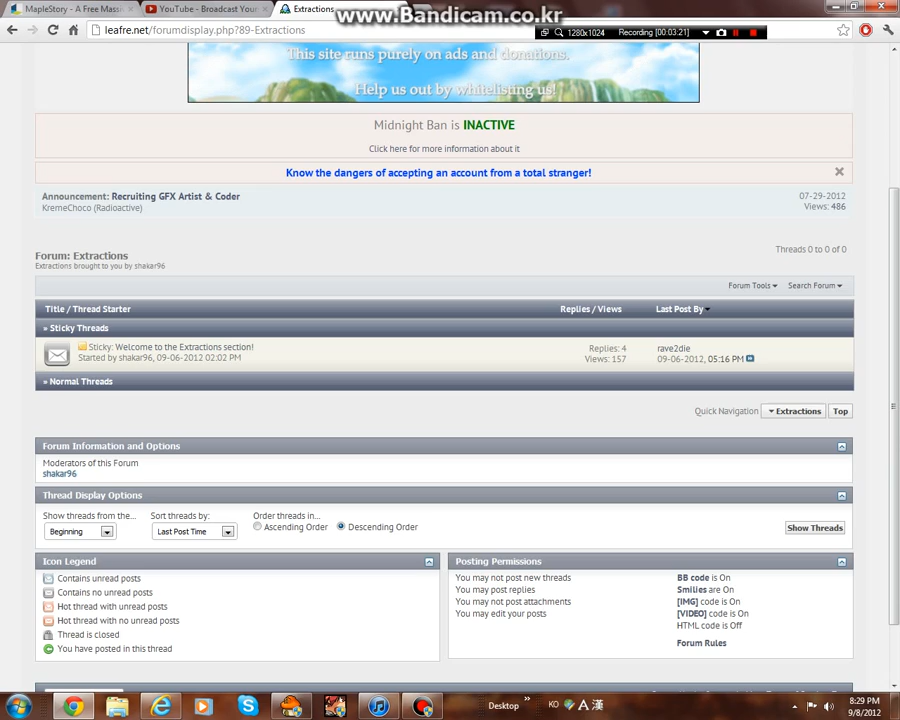 MapleStory - A Free Massi
YouTube - Broadcast Your
Extractions
www.Bandicam.co.kr
leafre.net/forumdisplay.php?89-Extractions
1280x1024
Recording [00:03:21]
This site runs purely on ads and donations.
Help us out by whitelisting us!
Midnight Ban is INACTIVE
Click here for more information about it
Know the dangers of accepting an account from a total stranger!
Announcement: Recruiting GFX Artist & Coder
07-29-2012
KremeChoco (Radioactive)
Views: 486
Threads 0 to 0 of 0
Forum: Extractions
Extractions brought to you by shakar96
Forum Tools
Search Forum
Title / Thread Starter
Replies / Views
Last Post By
» Sticky Threads
Sticky: Welcome to the Extractions section!
Started by shakar96, 09-06-2012 02:02 PM
Replies: 4
Views: 157
rave2die
09-06-2012, 05:16 PM
» Normal Threads
Quick Navigation
Extractions
Top
Forum Information and Options
Moderators of this Forum
shakar96
Thread Display Options
Show threads from the...
Sort threads by:
Order threads in...
Beginning
Last Post Time
Ascending Order
Descending Order
Show Threads
Icon Legend
Contains unread posts
Contains no unread posts
Hot thread with unread posts
Hot thread with no unread posts
Thread is closed
You have posted in this thread
Posting Permissions
You may not post new threads
You may post replies
You may not post attachments
You may edit your posts
BB code is On
Smilies are On
[IMG] code is On
[VIDEO] code is On
HTML code is Off
Forum Rules
Desktop
KO
A 漢
8:29 PM
9/8/2012